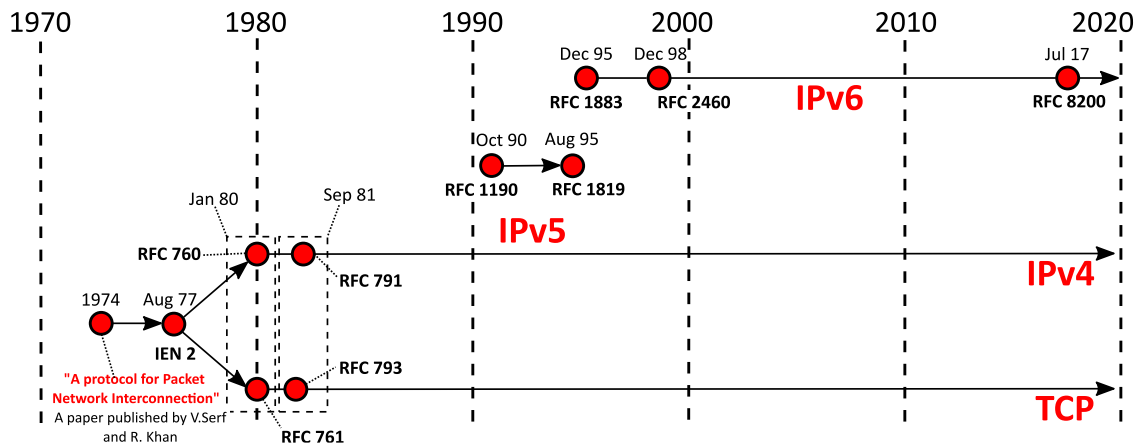 1970 1980 1990 2000 2010 2020
Dec 95 Dec 98 Jul 17
RFC 1883 RFC 2460 IPv6 RFC 8200
Oct 90 Aug 95
RFC 1190 RFC 1819
IPv5
Jan 80 Sep 81
RFC 760
RFC 791 IPv4
1974 Aug 77
IEN 2
RFC 793
"A protocol for Packet
Network Interconnection"
A paper published by V.Serf
and R. Khan
RFC 761
TCP